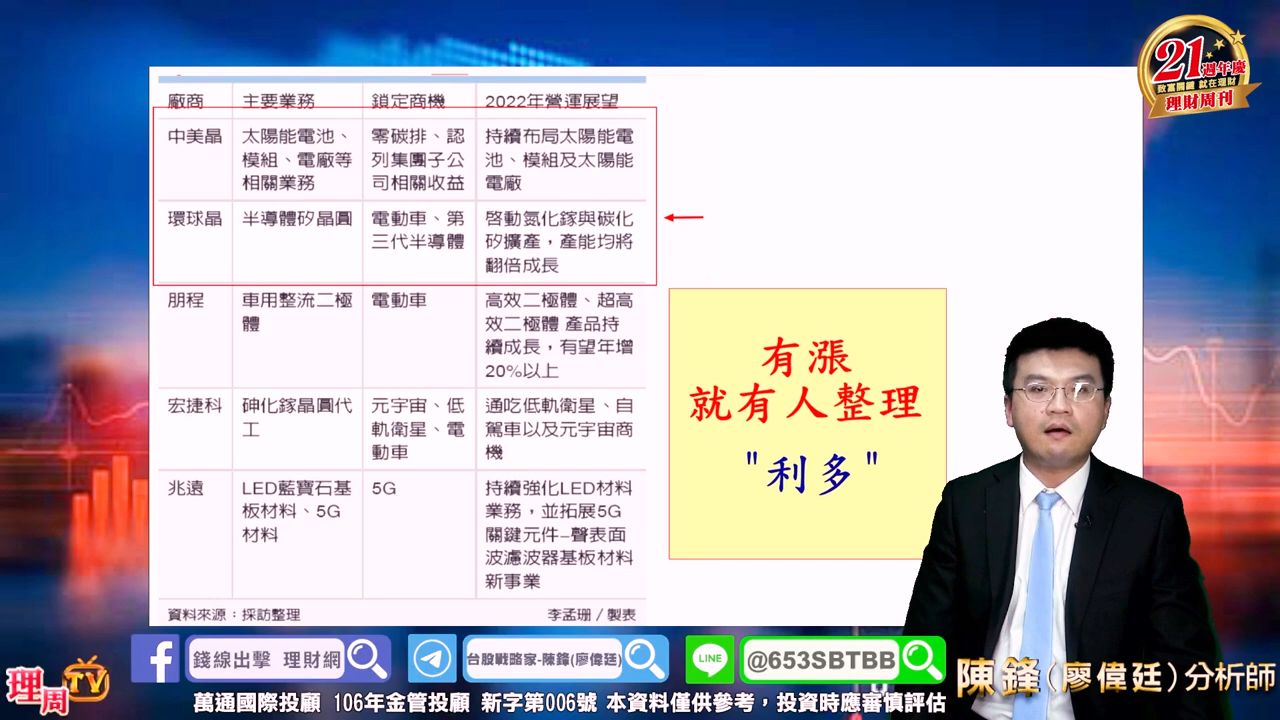 21週年慶
致富關鍵 就在理財
理財周刊
廠商 主要業務 鎖定商機 2022年營運展望
中美晶 太陽能電池、 零碳排、認 持續布局太陽能電
模組、電廠等 列集團子公 池、模組及太陽能
相關業務 司相關收益 電廠
環球晶 半導體矽晶圓 電動車、第 啓動氮化鎵與碳化
三代半導體 矽擴產，產能均將
翻倍成長
朋程 車用整流二極 電動車 高效二極體、超高
體 效二極體 產品持
續成長，有望年增
20%以上
宏捷科 砷化鎵晶圓代 元宇宙、低 通吃低軌衛星、自
工 軌衛星、電 駕車以及元宇宙商
動車 機
兆遠 LED藍寶石基 5G 持續強化LED材料
板材料、5G 業務，並拓展5G
材料 關鍵元件–聲表面
波濾波器基板材料
新事業
資料來源：採訪整理 李孟珊／製表
有漲
就有人整理
"利多"
f 錢線出擊 理財網 台股戰略家-陳鋒(廖偉廷) LINE @653SBTBB
理周TV
陳鋒(廖偉廷)分析師
萬通國際投顧 106年金管投顧 新字第006號 本資料僅供參考，投資時應審慎評估